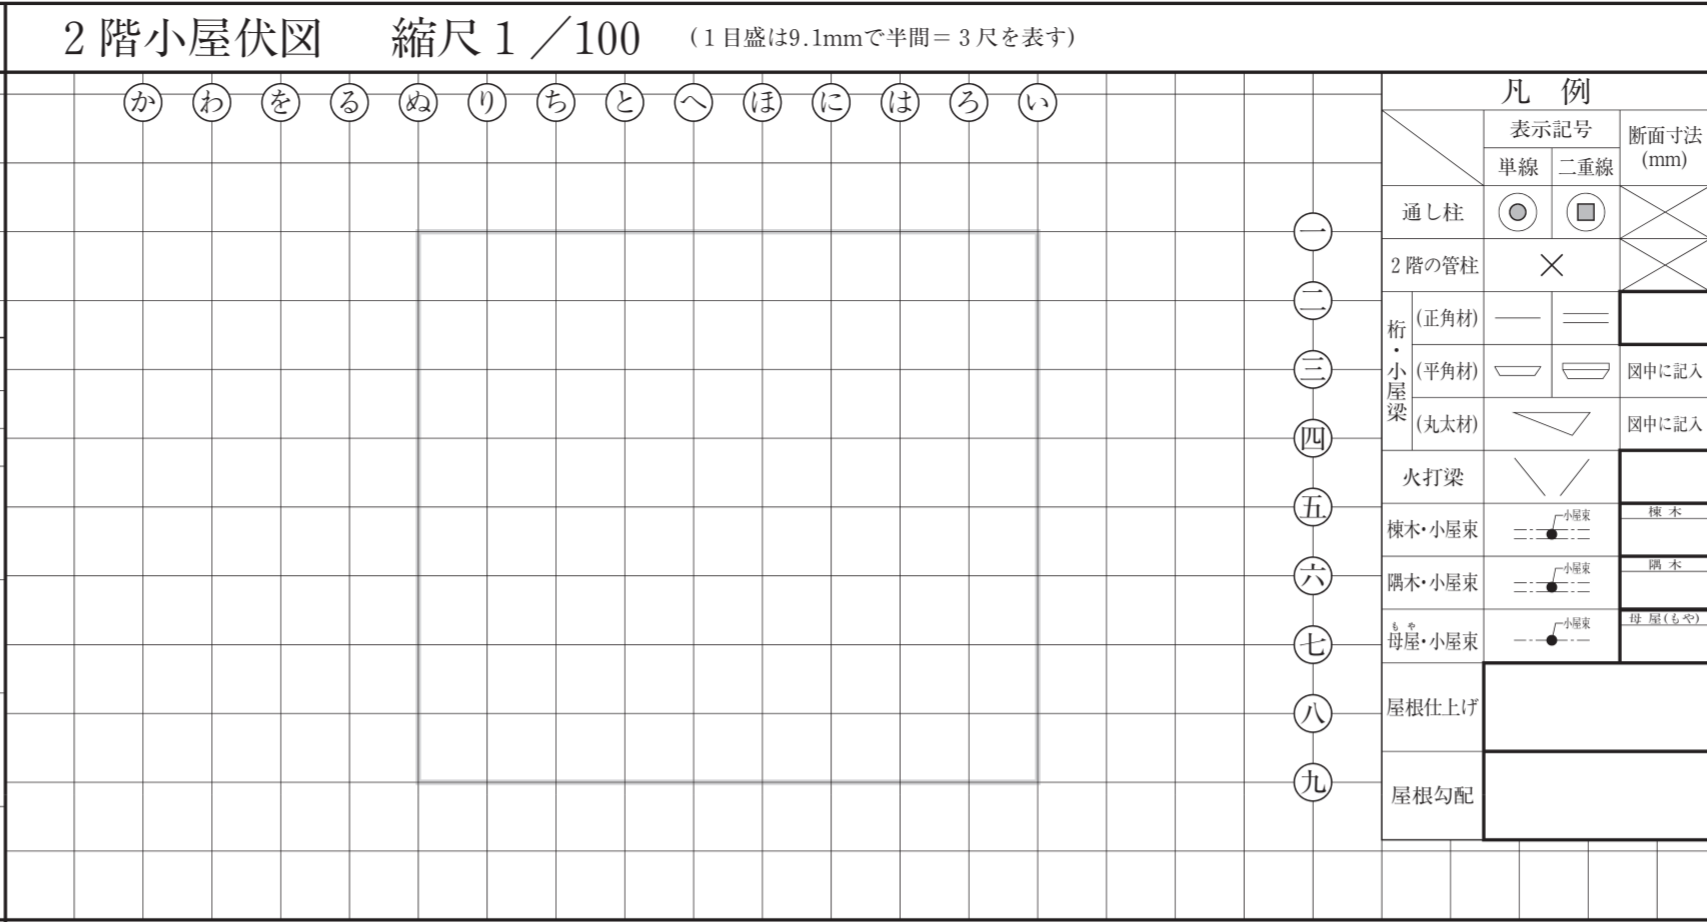 2階小屋伏図 縮尺1／100 (1目盛は9.1mmで半間=3尺を表す)
か わ を る ぬ り ち と へ ほ に は ろ い
一
二
三
四
五
六
七
八
九
凡 例
表示記号 断面寸法
(mm)
単線 二重線
通し柱
2階の管柱
桁・小屋梁
(正角材)
(平角材) 図中に記入
(丸太材) 図中に記入
火打梁
棟木・小屋束 小屋束 棟木
隅木・小屋束 小屋束 隅木
もや
母屋・小屋束 小屋束 母屋(もや)
屋根仕上げ
屋根勾配